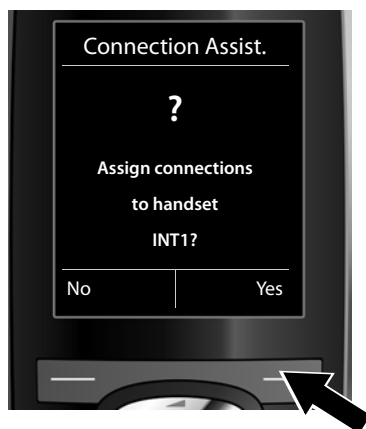 Connection Assist.
?
Assign connections
to handset
INT1?
No Yes